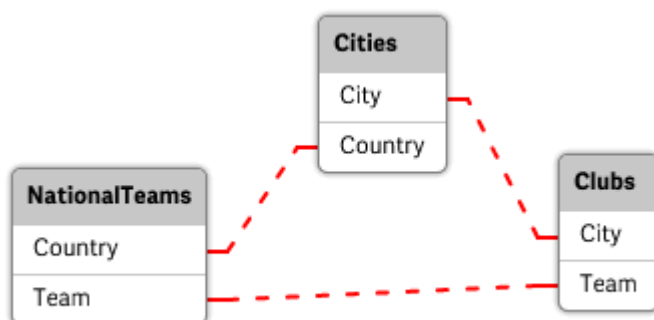 Cities
City
Country
NationalTeams
Country
Team
Clubs
City
Team